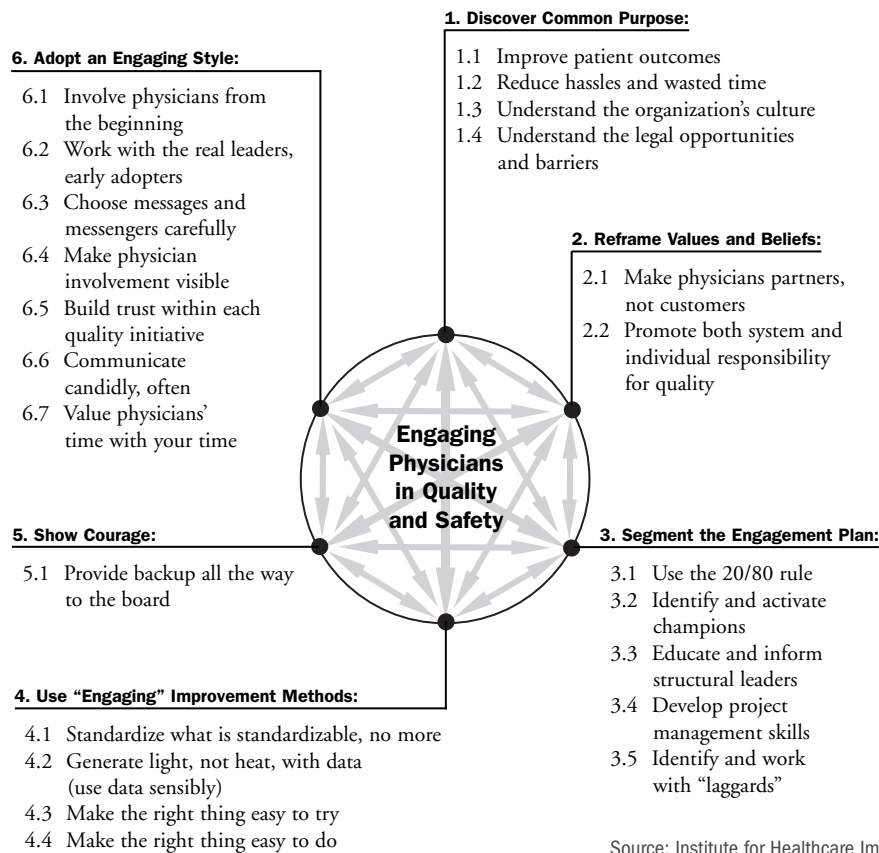 1. Discover Common Purpose:
1.1 Improve patient outcomes
1.2 Reduce hassles and wasted time
1.3 Understand the organization's culture
1.4 Understand the legal opportunities
and barriers
2. Reframe Values and Beliefs:
2.1 Make physicians partners,
not customers
2.2 Promote both system and
individual responsibility
for quality
3. Segment the Engagement Plan:
3.1 Use the 20/80 rule
3.2 Identify and activate
champions
3.3 Educate and inform
structural leaders
3.4 Develop project
management skills
3.5 Identify and work
with “laggards”
4. Use “Engaging” Improvement Methods:
4.1 Standardize what is standardizable, no more
4.2 Generate light, not heat, with data
(use data sensibly)
4.3 Make the right thing easy to try
4.4 Make the right thing easy to do
5. Show Courage:
5.1 Provide backup all the way
to the board
6. Adopt an Engaging Style:
6.1 Involve physicians from
the beginning
6.2 Work with the real leaders,
early adopters
6.3 Choose messages and
messengers carefully
6.4 Make physician
involvement visible
6.5 Build trust within each
quality initiative
6.6 Communicate
candidly, often
6.7 Value physicians'
time with your time
Engaging
Physicians
in Quality
and Safety
Source: Institute for Healthcare Im